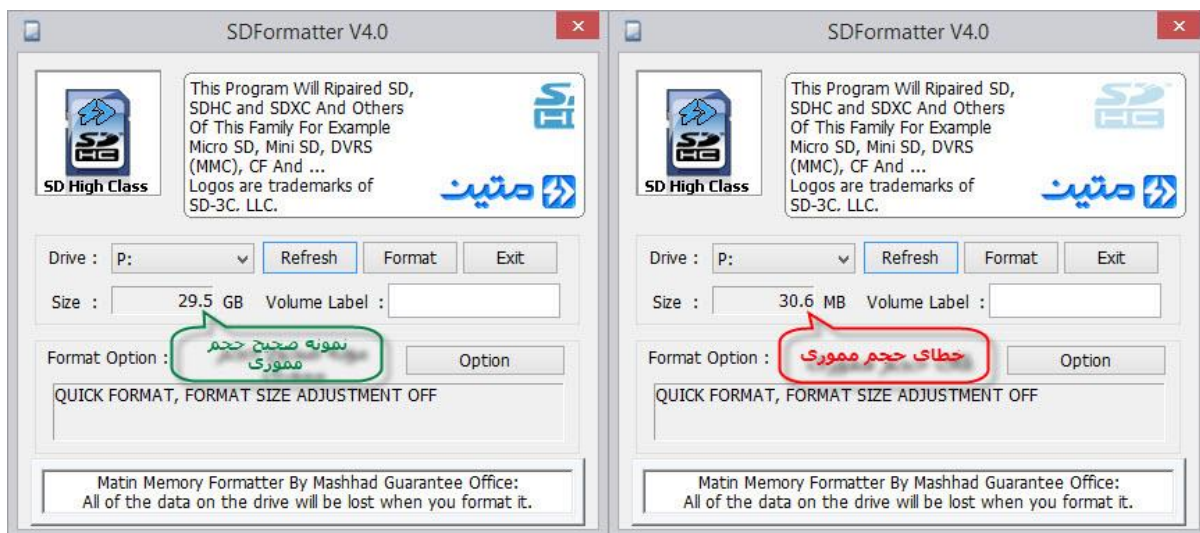 SDFormatter V4.0
SD HC
SD High Class
This Program Will Ripaired SD,
SDHC and SDXC And Others
Of This Family For Example
Micro SD, Mini SD, DVRS
(MMC), CF And ...
Logos are trademarks of
SD-3C, LLC.
متین
Drive : P: Refresh Format Exit
Size : 29.5 GB Volume Label :
نمونه صحیح حجم
مموری
Format Option : Option
QUICK FORMAT, FORMAT SIZE ADJUSTMENT OFF
Matin Memory Formatter By Mashhad Guarantee Office:
All of the data on the drive will be lost when you format it.
SDFormatter V4.0
SD HC
SD High Class
This Program Will Ripaired SD,
SDHC and SDXC And Others
Of This Family For Example
Micro SD, Mini SD, DVRS
(MMC), CF And ...
Logos are trademarks of
SD-3C, LLC.
SD
HC
متین
Drive : P: Refresh Format Exit
Size : 30.6 MB Volume Label :
خطای حجم مموری
Format Option : Option
QUICK FORMAT, FORMAT SIZE ADJUSTMENT OFF
Matin Memory Formatter By Mashhad Guarantee Office:
All of the data on the drive will be lost when you format it.